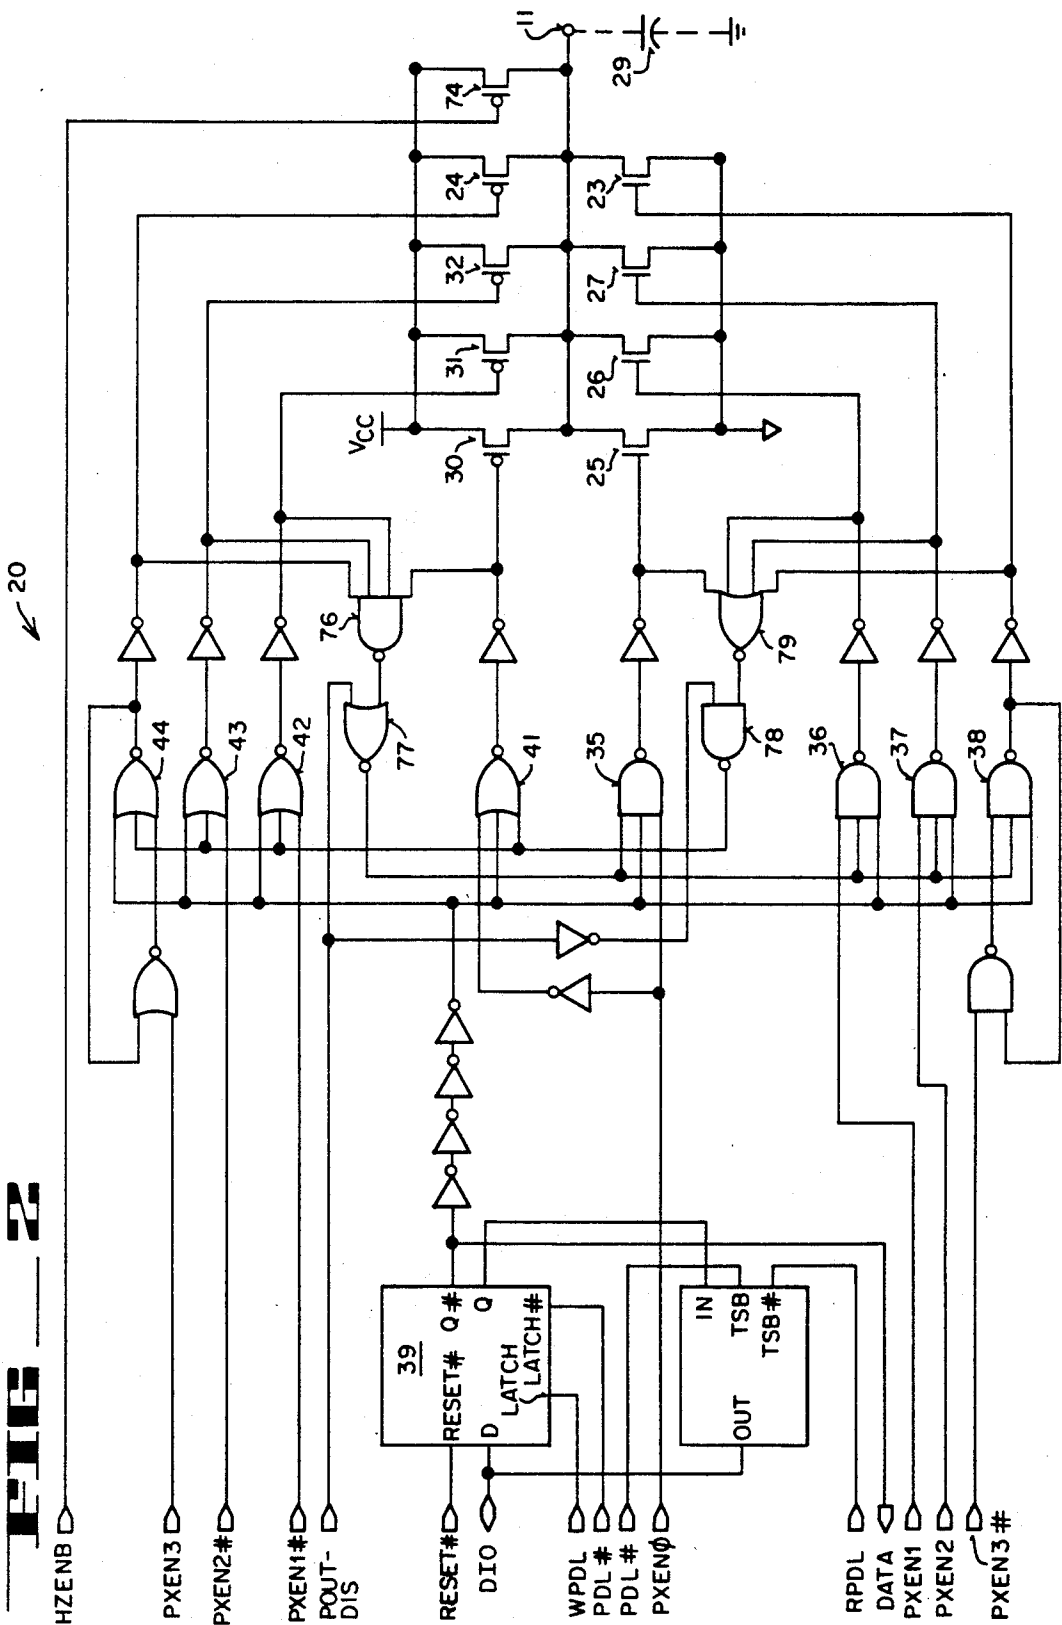 FIG 2
20
HZENB
PXEN3
PXEN2#
PXEN1#
POUT-
DIS
RESET#
DIO
WPDL
PDL#
PDL#
PXENØ
RPDL
DATA
PXEN1
PXEN2
PXEN3#
39
RESET# Q#
D Q
LATCH
LATCH#
IN
TSB
TSB#
OUT
44
43
42
77
76
41
35
78
79
36
37
38
VCC
30
31
32
24
74
25
26
27
23
11
29